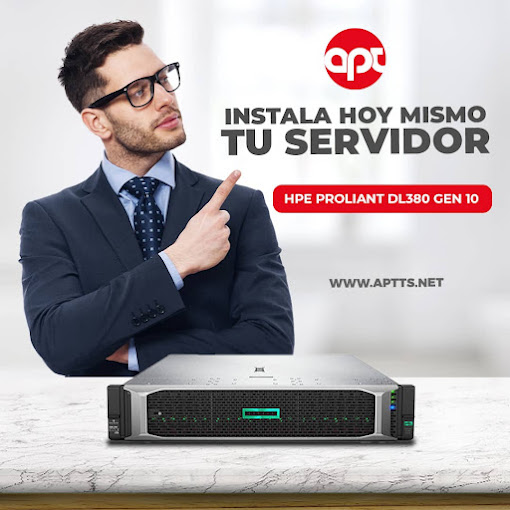 apt
INSTALA HOY MISMO
TU SERVIDOR
HPE PROLIANT DL380 GEN 10
WWW.APTTS.NET